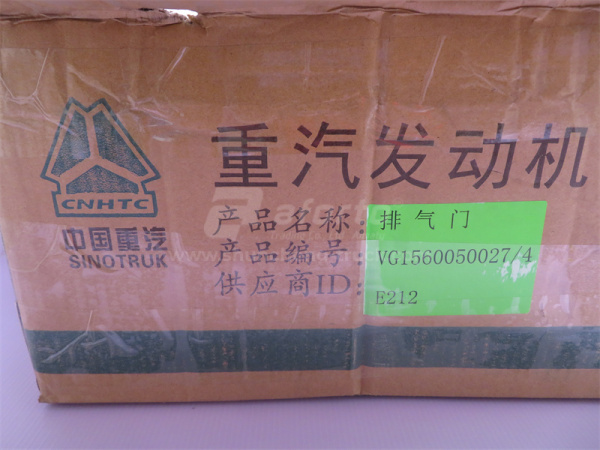 CNHTC
中国重汽
SINOTRUK
重汽发动机
产品名称：排气门
产品编号：VG1560050027/4
供应商ID：E212